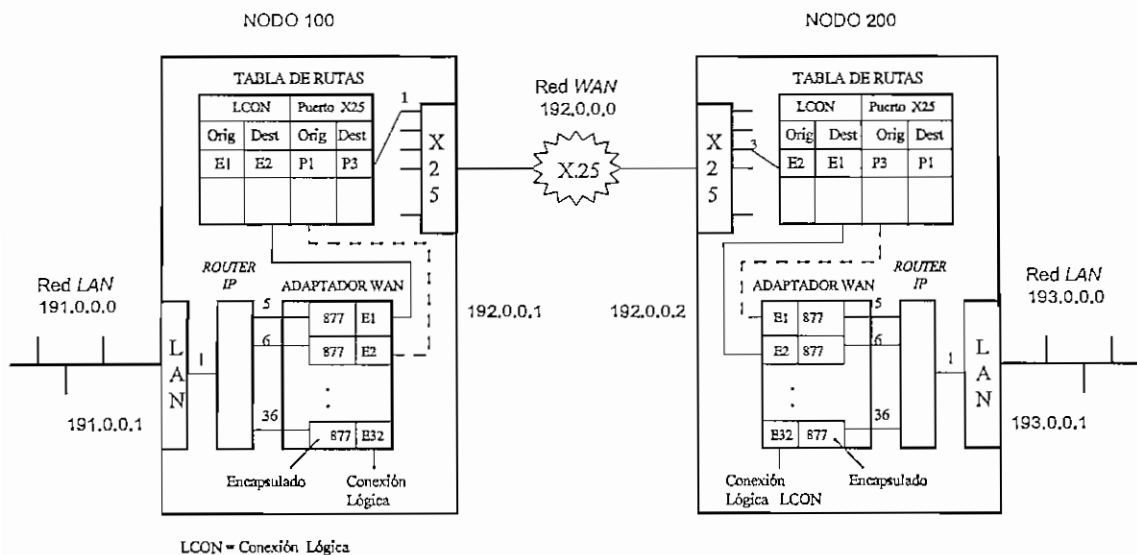 NODO 100
NODO 200
TABLA DE RUTAS
LCON Puerto X25
Orig Dest Orig Dest
E1 E2 P1 P3
1
X
2
5
Red WAN
192.0.0.0
X.25
TABLA DE RUTAS
LCON Puerto X25
Orig Dest Orig Dest
E2 E1 P3 P1
3
X
2
5
Red LAN
191.0.0.0
ROUTER
IP
ADAPTADOR WAN
5
877 E1
6
877 E2
:
36
877 E32
1
L
A
N
191.0.0.1
192.0.0.1
Encapsulado
Conexión
Lógica
192.0.0.2
ADAPTADOR WAN
ROUTER
IP
E1 877
5
E2 877
6
:
E32 877
36
1
L
A
N
Red LAN
193.0.0.0
193.0.0.1
Conexión
Lógica LCON
Encapsulado
LCON = Conexión Lógica